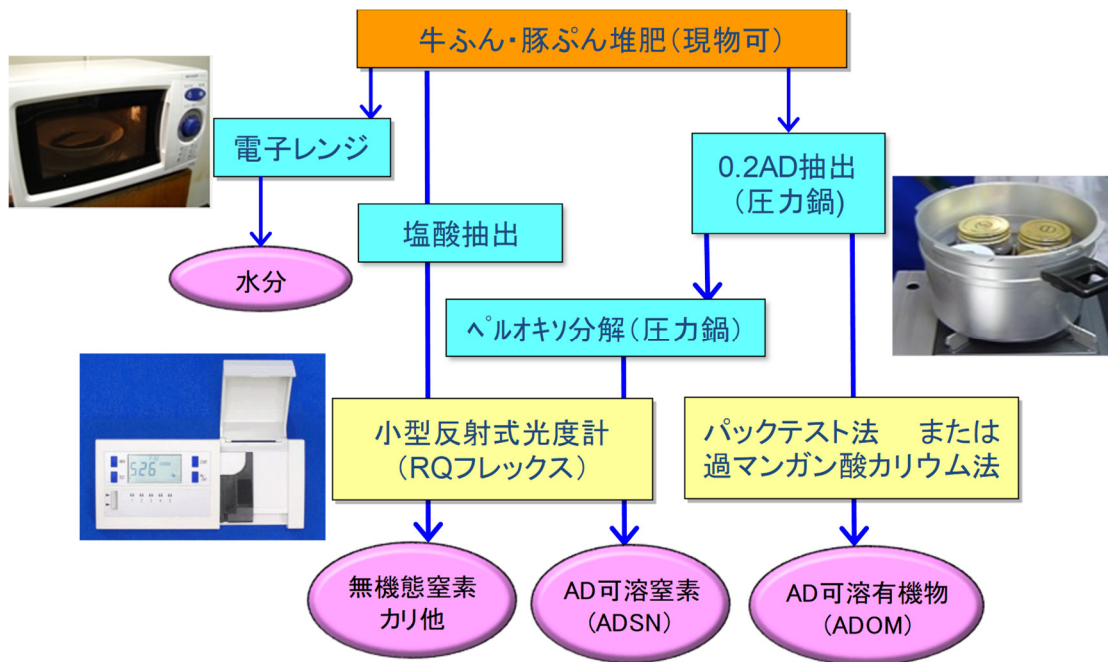 牛ふん・豚ぷん堆肥(現物可)
電子レンジ
0.2AD抽出
(圧力鍋)
塩酸抽出
水分
ペルオキソ分解(圧力鍋)
小型反射式光度計
(RQフレックス)
パックテスト法 または
過マンガン酸カリウム法
526
無機態窒素
カリ他
AD可溶窒素
(ADSN)
AD可溶有機物
(ADOM)